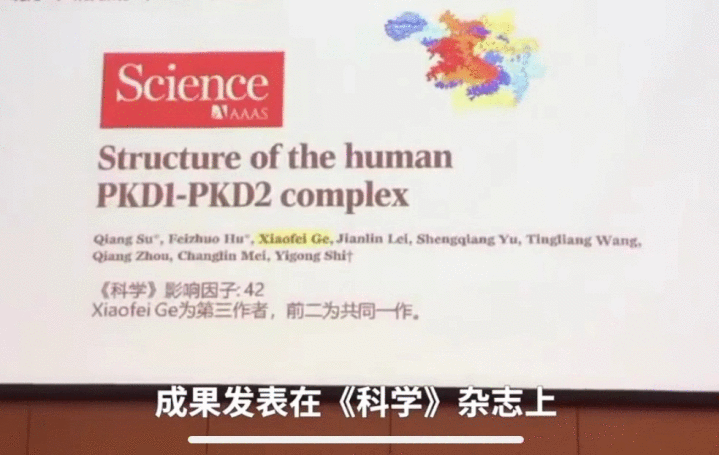 Science
AAAS
Structure of the human
PKD1-PKD2 complex
Qiang Su*, Feizhuo Hu*, Xiaofei Ge, Jianlin Lei, Shengqiang Yu, Tingliang Wang,
Qiang Zhou, Changlin Mei, Yigong Shi†
《科学》影响因子: 42
Xiaofei Ge为第三作者，前二为共同一作。
成果发表在《科学》杂志上